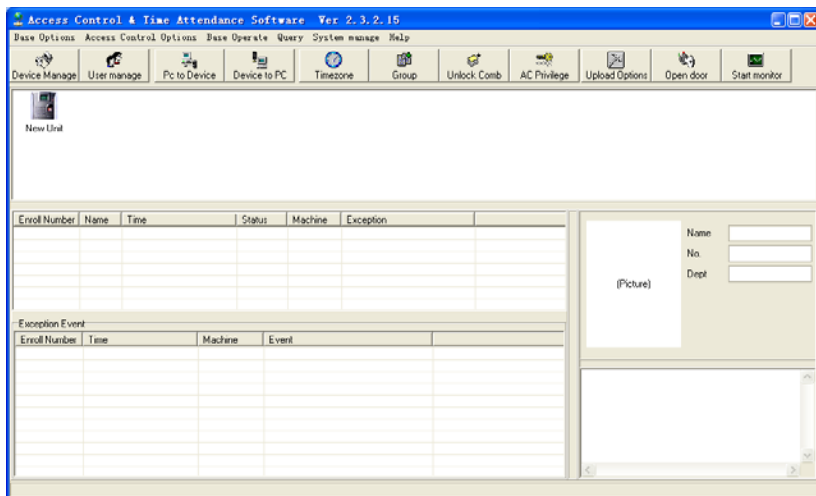 Access Control & Time Attendance Software Ver 2.3.2.15
Base Options Access Control Options Base Operate Query System manage Help
Device Manage User manage Pc to Device Device to PC Timezone Group Unlock Comb AC Privilege Upload Options Open door Start monitor
New Unit
Enrol Number Name Time Status Machine Exception
Name
No.
Dept
(Picture)
Exception Event
Enroll Number Time Machine Event